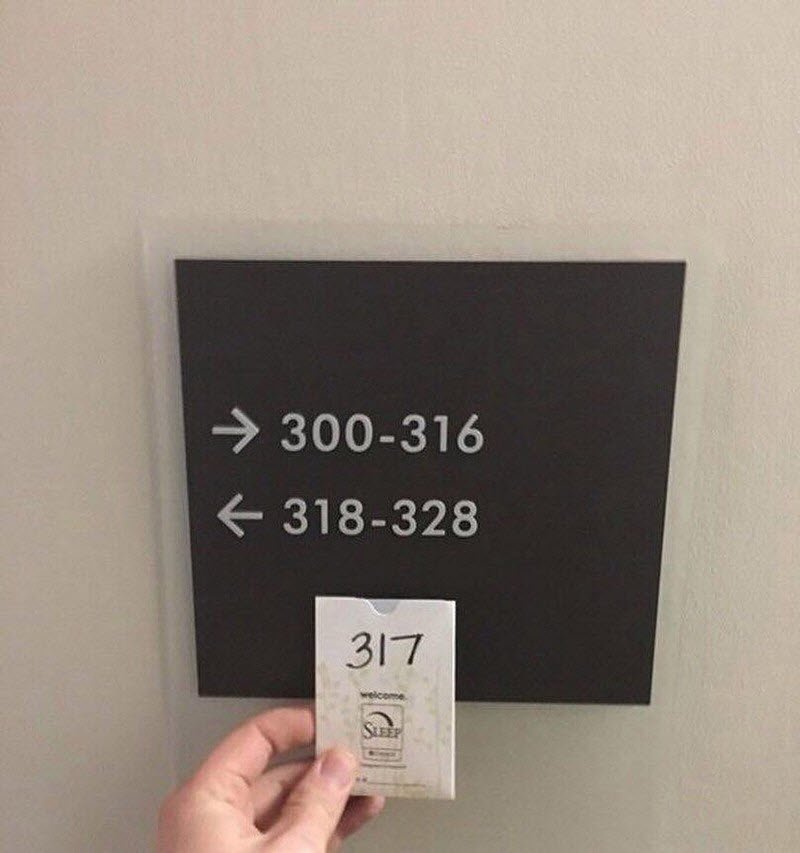 → 300-316
← 318-328
317
welcome.
SLEEP